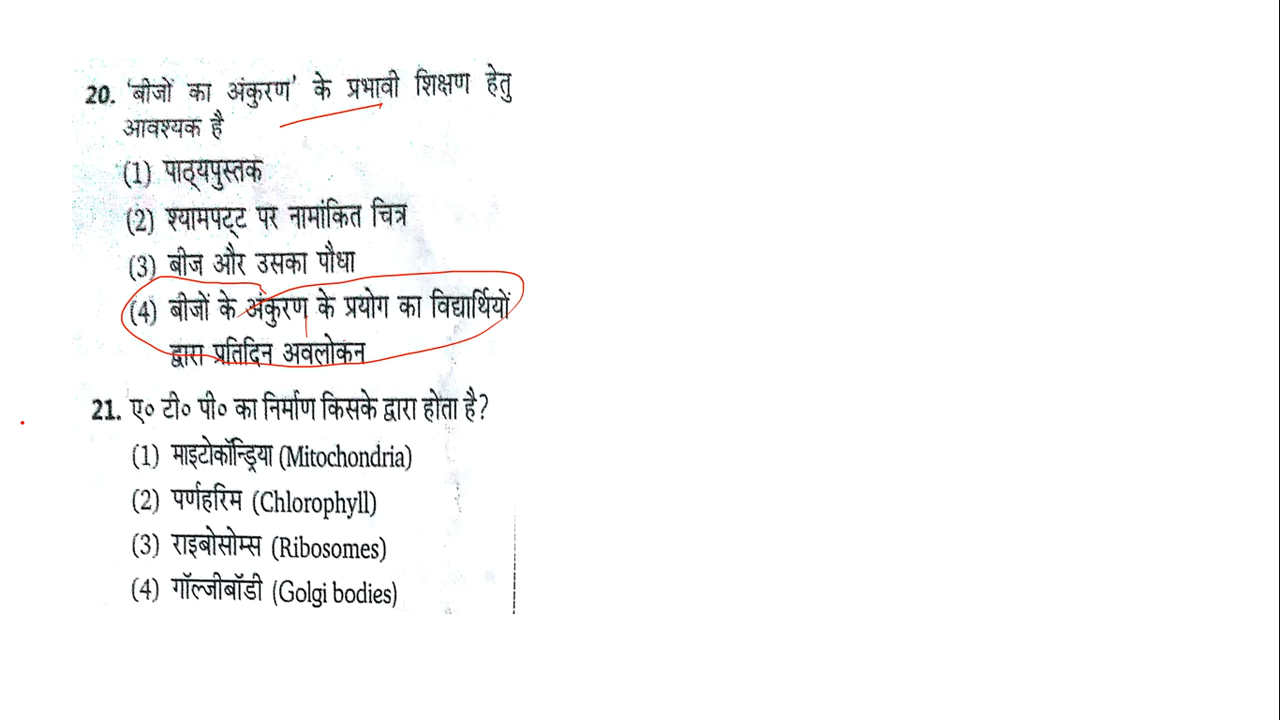 20. 'बीजों का अंकुरण' के प्रभावी शिक्षण हेतु
आवश्यक है
(1) पाठ्यपुस्तक
(2) श्यामपट्ट पर नामांकित चित्र
(3) बीज और उसका पौधा
(4) बीजों के अंकुरण के प्रयोग का विद्यार्थियों
द्वारा प्रतिदिन अवलोकन
21. ए० टी० पी० का निर्माण किसके द्वारा होता है?
(1) माइटोकॉन्ड्रिया (Mitochondria)
(2) पर्णहरिम (Chlorophyll)
(3) राइबोसोम्स (Ribosomes)
(4) गॉल्जीबॉडी (Golgi bodies)